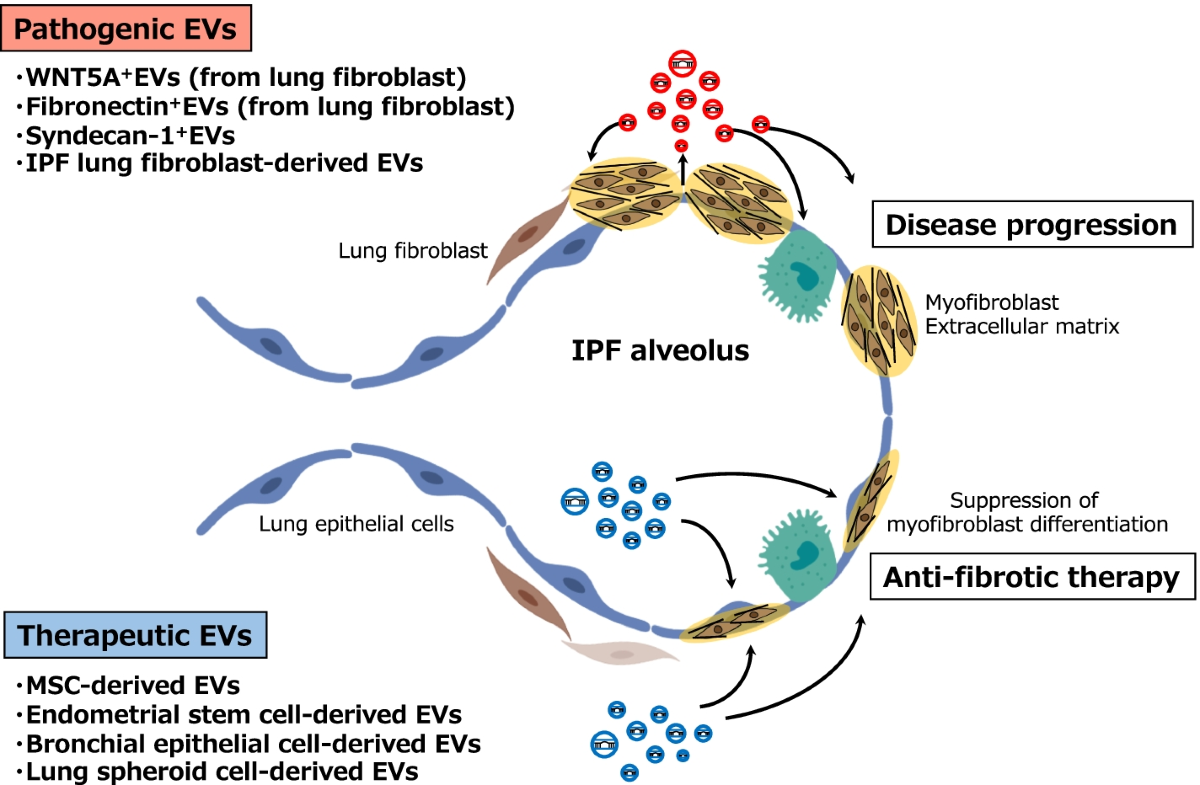 Pathogenic EVs
·WNT5A⁺EVs (from lung fibroblast)
·Fibronectin⁺EVs (from lung fibroblast)
·Syndecan-1⁺EVs
·IPF lung fibroblast-derived EVs
Disease progression
Lung fibroblast
Myofibroblast
Extracellular matrix
IPF alveolus
Lung epithelial cells
Suppression of
myofibroblast differentiation
Anti-fibrotic therapy
Therapeutic EVs
·MSC-derived EVs
·Endometrial stem cell-derived EVs
·Bronchial epithelial cell-derived EVs
·Lung spheroid cell-derived EVs